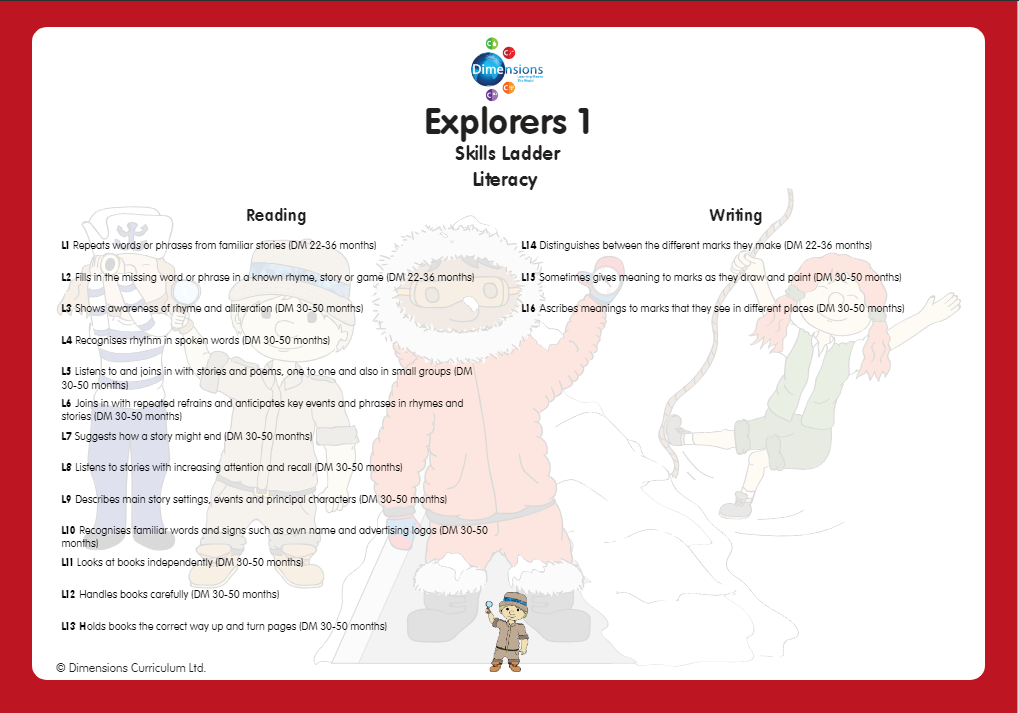 Dimensions
Explorers 1
Skills Ladder
Literacy
Reading
L1 Repeats words or phrases from familiar stories (DM 22-36 months)
L2 Fills in the missing word or phrase in a known rhyme, story or game (DM 22-36 months)
L3 Shows awareness of rhyme and alliteration (DM 30-50 months)
L4 Recognises rhythm in spoken words (DM 30-50 months)
L5 Listens to and joins in with stories and poems, one to one and also in small groups (DM
30-50 months)
L6 Joins in with repeated refrains and anticipates key events and phrases in rhymes and
stories (DM 30-50 months)
L7 Suggests how a story might end (DM 30-50 months)
L8 Listens to stories with increasing attention and recall (DM 30-50 months)
L9 Describes main story settings, events and principal characters (DM 30-50 months)
L10 Recognises familiar words and signs such as own name and advertising logos (DM 30-50
months)
L11 Looks at books independently (DM 30-50 months)
L12 Handles books carefully (DM 30-50 months)
L13 Holds books the correct way up and turn pages (DM 30-50 months)
Writing
L14 Distinguishes between the different marks they make (DM 22-36 months)
L15 Sometimes gives meaning to marks as they draw and paint (DM 30-50 months)
L16 Ascribes meanings to marks that they see in different places (DM 30-50 months)
© Dimensions Curriculum Ltd.